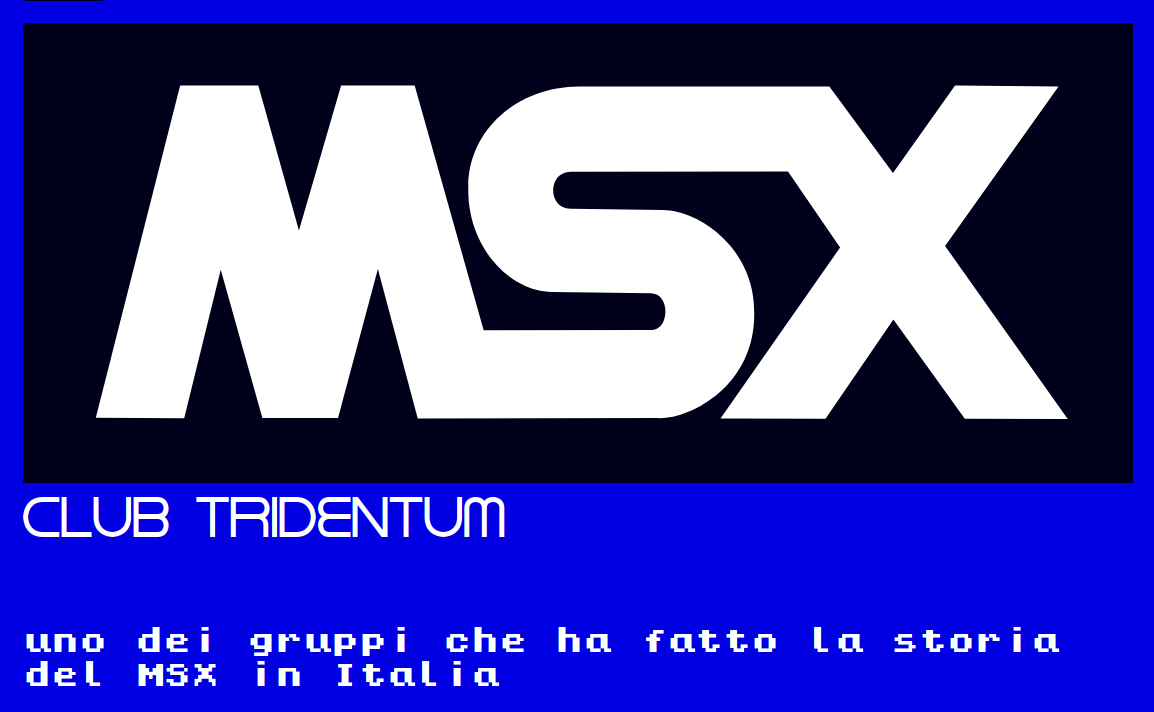 MSX
CLUB TRIDENTUM
uno dei gruppi che ha fatto la storia
del MSX in Italia